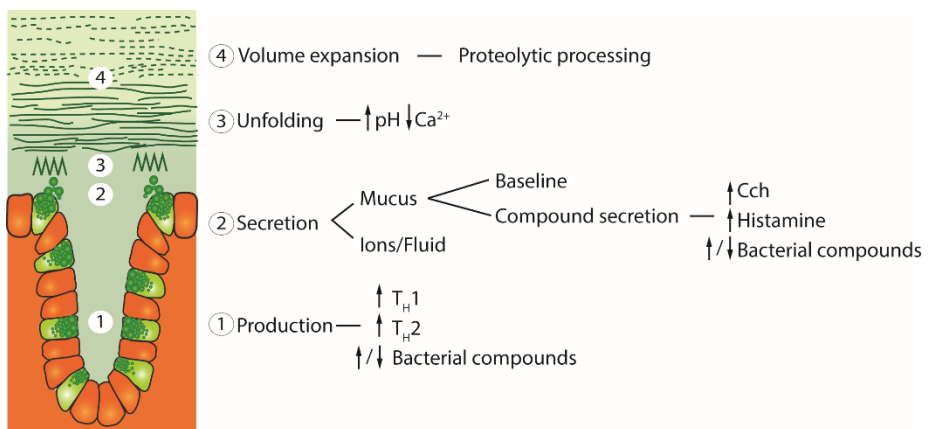 ④ Volume expansion — Proteolytic processing
4
③ Unfolding — ↑pH ↓Ca²⁺
3
2
② Secretion
Mucus
Ions/Fluid
Baseline
Compound secretion —
↑ Cch
↑ Histamine
↑/↓ Bacterial compounds
1
① Production —
↑ TH1
↑ TH2
↑/↓ Bacterial compounds